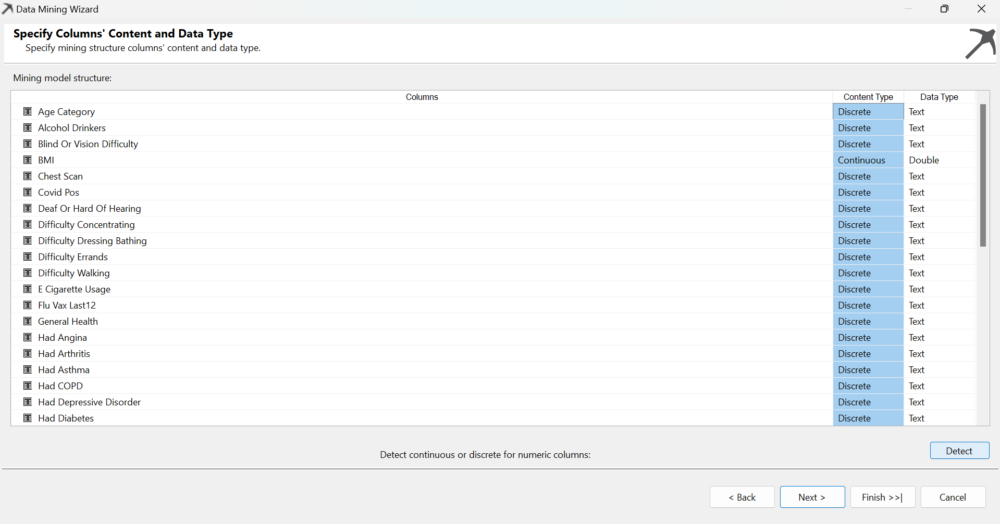 Data Mining Wizard
Specify Columns' Content and Data Type
Specify mining structure columns' content and data type.
Mining model structure:
Columns Content Type Data Type
Age Category Discrete Text
Alcohol Drinkers Discrete Text
Blind Or Vision Difficulty Discrete Text
BMI Continuous Double
Chest Scan Discrete Text
Covid Pos Discrete Text
Deaf Or Hard Of Hearing Discrete Text
Difficulty Concentrating Discrete Text
Difficulty Dressing Bathing Discrete Text
Difficulty Errands Discrete Text
Difficulty Walking Discrete Text
E Cigarette Usage Discrete Text
Flu Vax Last12 Discrete Text
General Health Discrete Text
Had Angina Discrete Text
Had Arthritis Discrete Text
Had Asthma Discrete Text
Had COPD Discrete Text
Had Depressive Disorder Discrete Text
Had Diabetes Discrete Text
Detect continuous or discrete for numeric columns: Detect
< Back Next > Finish >>| Cancel